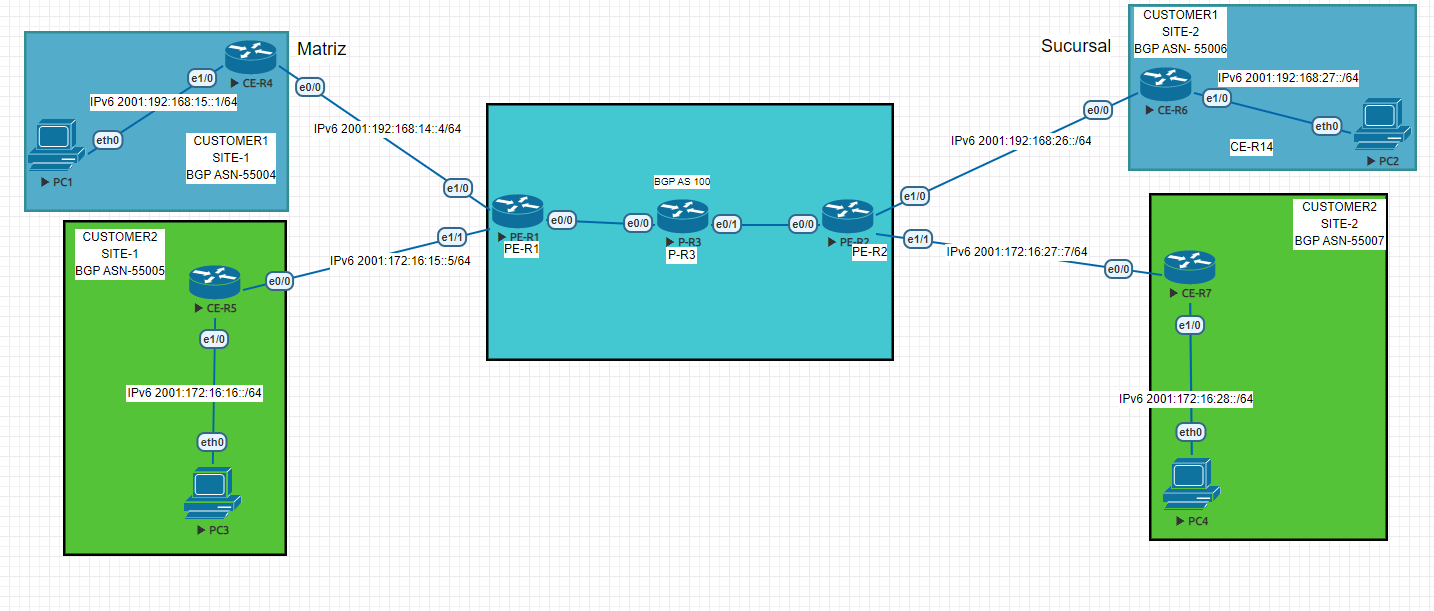 Matriz
CE-R4
e1/0
e0/0
IPv6 2001:192:168:15::1/64
eth0
PC1
CUSTOMER1
SITE-1
BGP ASN-55004
IPv6 2001:192:168:14::4/64
e1/0
CUSTOMER2
SITE-1
BGP ASN-55005
CE-R5
e0/0
e1/0
IPv6 2001:172:16:15::5/64
e1/1
IPv6 2001:172:16:16::/64
eth0
PC3
BGP AS 100
PE-R1
PE-R1
e0/0
e0/0
P-R3
P-R3
e0/1
e0/0
PE-R2
PE-R2
e1/0
e1/1
Sucursal
CUSTOMER1
SITE-2
BGP ASN- 55006
CE-R6
e0/0
e1/0
IPv6 2001:192:168:27::/64
IPv6 2001:192:168:26::/64
eth0
CE-R14
PC2
CUSTOMER2
SITE-2
BGP ASN-55007
IPv6 2001:172:16:27::7/64
e0/0
CE-R7
e1/0
IPv6 2001:172:16:28::/64
eth0
PC4